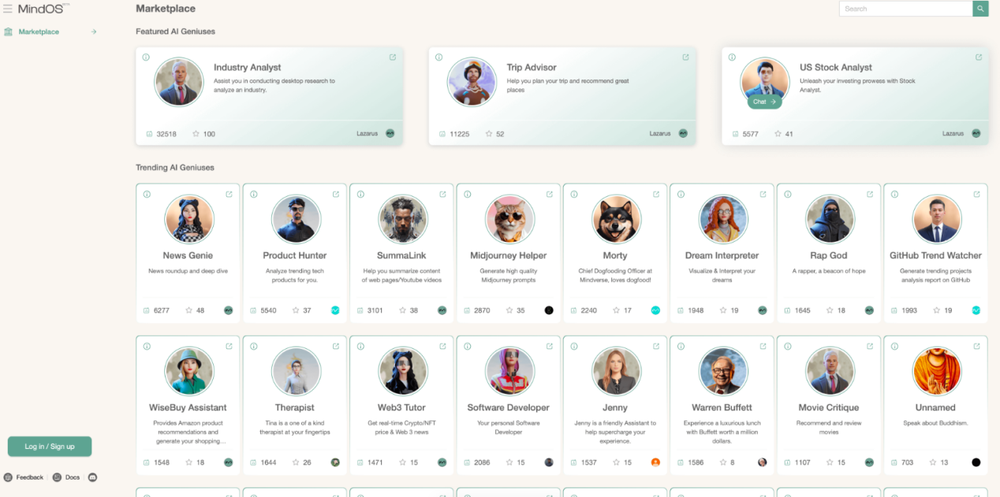 MindOS BETA
Marketplace
Search
Marketplace
Featured AI Geniuses
Industry Analyst
Assist you in conducting desktop research to
analyze an industry.
32518 100 Lazarus
Trip Advisor
Help you plan your trip and recommend great
places
11225 52 Lazarus
US Stock Analyst
Unleash your investing prowess with Stock
Analyst.
Chat
5577 41 Lazarus
Trending AI Geniuses
News Genie
News roundup and deep dive
6277 48
Product Hunter
Analyze trending tech
products for you.
5540 37
SummaLink
Help you summarize content
of web pages/Youtube videos
3101 38
Midjourney Helper
Generate high quality
Midjourney prompts
2870 35
Morty
Chief Dogfooding Officer at
Mindverse, loves dogfood!
2240 17
Dream Interpreter
Visualize & Interpret your
dreams
1948 19
Rap God
A rapper, a beacon of hope
1645 18
GitHub Trend Watcher
Generate trending projects
analysis report on GitHub
1993 19
WiseBuy Assistant
Provides Amazon product
recommendations and
generate your shopping...
1548 18
Therapist
Tina is a one of a kind
therapist at your fingertips
1644 26
Web3 Tutor
Get real-time Crypto/NFT
price & Web 3 news
1471 15
Software Developer
Your personal Software
Developer
2086 15
Jenny
Jenny is a friendly Assistant to
help supercharge your
experience.
1537 15
Warren Buffett
Experience a luxurious lunch
with Buffett worth a million
dollars.
1586 8
Movie Critique
Recommend and review
movies
1107 15
Unnamed
Speak about Buddhism.
703 13
Log in / Sign up
Feedback Docs